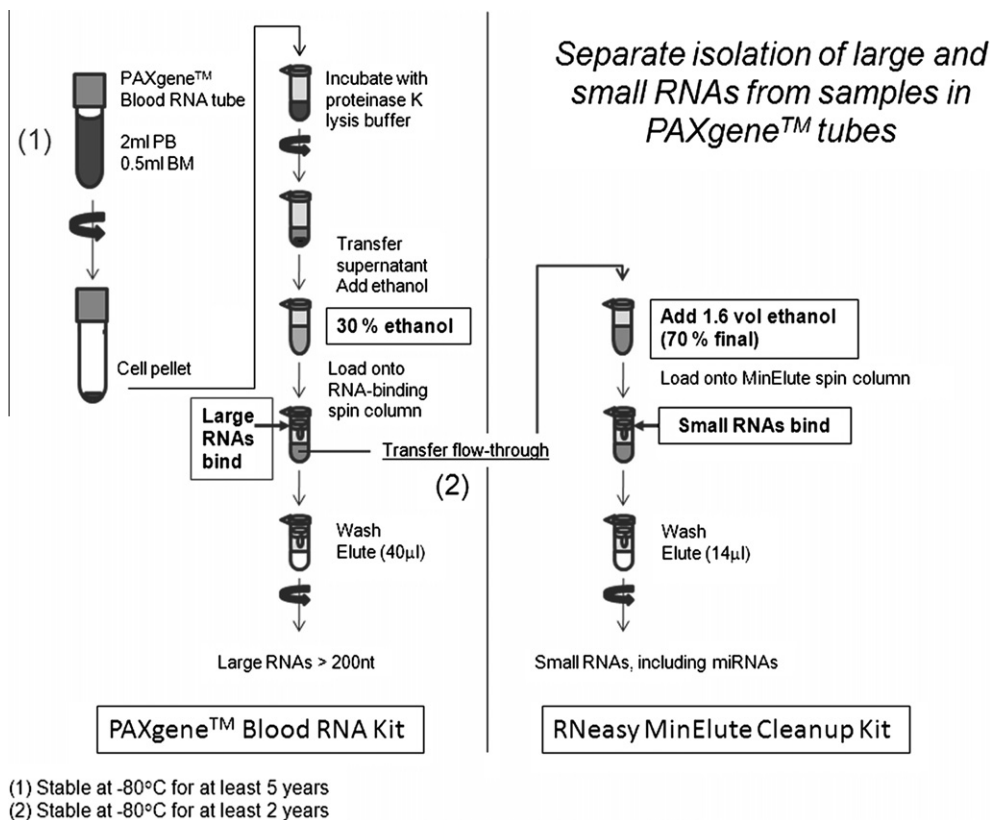 Separate isolation of large and
small RNAs from samples in
PAXgene™ tubes
(1)
PAXgene™
Blood RNA tube
2ml PB
0.5ml BM
Cell pellet
Incubate with
proteinase K
lysis buffer
Transfer
supernatant
Add ethanol
30 % ethanol
Load onto
RNA-binding
spin column
Large
RNAs
bind
Transfer flow-through
(2)
Wash
Elute (40µl)
Large RNAs > 200nt
PAXgene™ Blood RNA Kit
Add 1.6 vol ethanol
(70 % final)
Load onto MinElute spin column
Small RNAs bind
Wash
Elute (14µl)
Small RNAs, including miRNAs
RNeasy MinElute Cleanup Kit
(1) Stable at -80ºC for at least 5 years
(2) Stable at -80ºC for at least 2 years